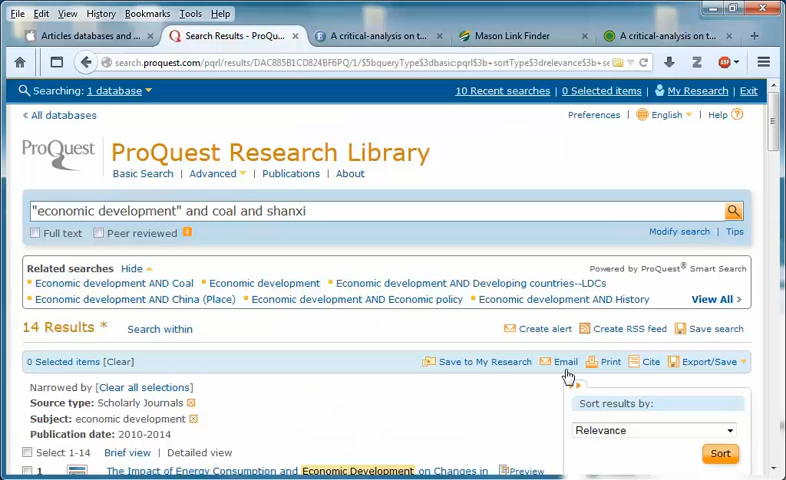 File Edit View History Bookmarks Tools Help
Articles databases and ... × Search Results - ProQu... × A critical-analysis on t... × Mason Link Finder × A critical-analysis on t... × +
search.proquest.com/pqrl/results/DAC885B1CD824BF6PQ/1/$5bqueryType$3dbasic:pqrl$3b+sortType$3drelevance$3b+se
Searching: 1 database 10 Recent searches 0 Selected items My Research Exit
< All databases Preferences English Help ?
ProQuest ProQuest Research Library
Basic Search Advanced Publications About
"economic development" and coal and shanxi
Full text Peer reviewed Modify search Tips
Related searches Hide Powered by ProQuest® Smart Search
Economic development AND Coal Economic development Economic development AND Developing countries--LDCs
Economic development AND China (Place) Economic development AND Economic policy Economic development AND History View All >
14 Results * Search within Create alert Create RSS feed Save search
0 Selected items [Clear] Save to My Research Email Print Cite Export/Save
Narrowed by [Clear all selections]
Source type: Scholarly Journals
Subject: economic development
Publication date: 2010-2014
Sort results by:
Relevance
Sort
Select 1-14 Brief view Detailed view
1 The Impact of Energy Consumption and Economic Development on Changes in Preview